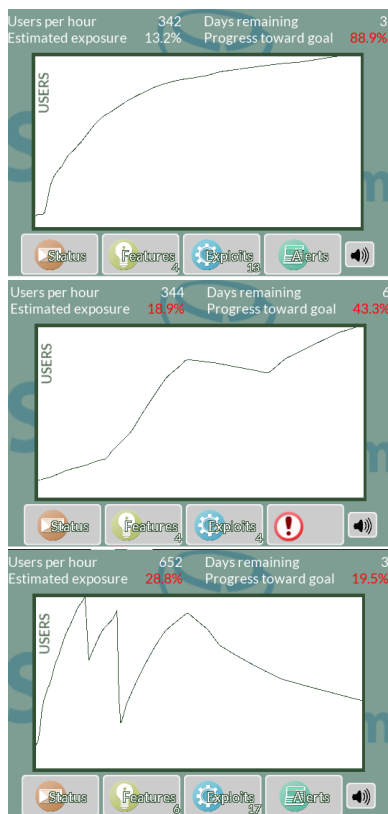 Users per hour 342 Days remaining 3
Estimated exposure 13.2% Progress toward goal 88.9%
USERS
Status Features 4 Exploits 13 Alerts
Users per hour 344 Days remaining 6
Estimated exposure 18.9% Progress toward goal 43.3%
USERS
Status Features 4 Exploits 4
Users per hour 652 Days remaining 3
Estimated exposure 28.8% Progress toward goal 19.5%
USERS
Status Features 6 Exploits 17 Alerts